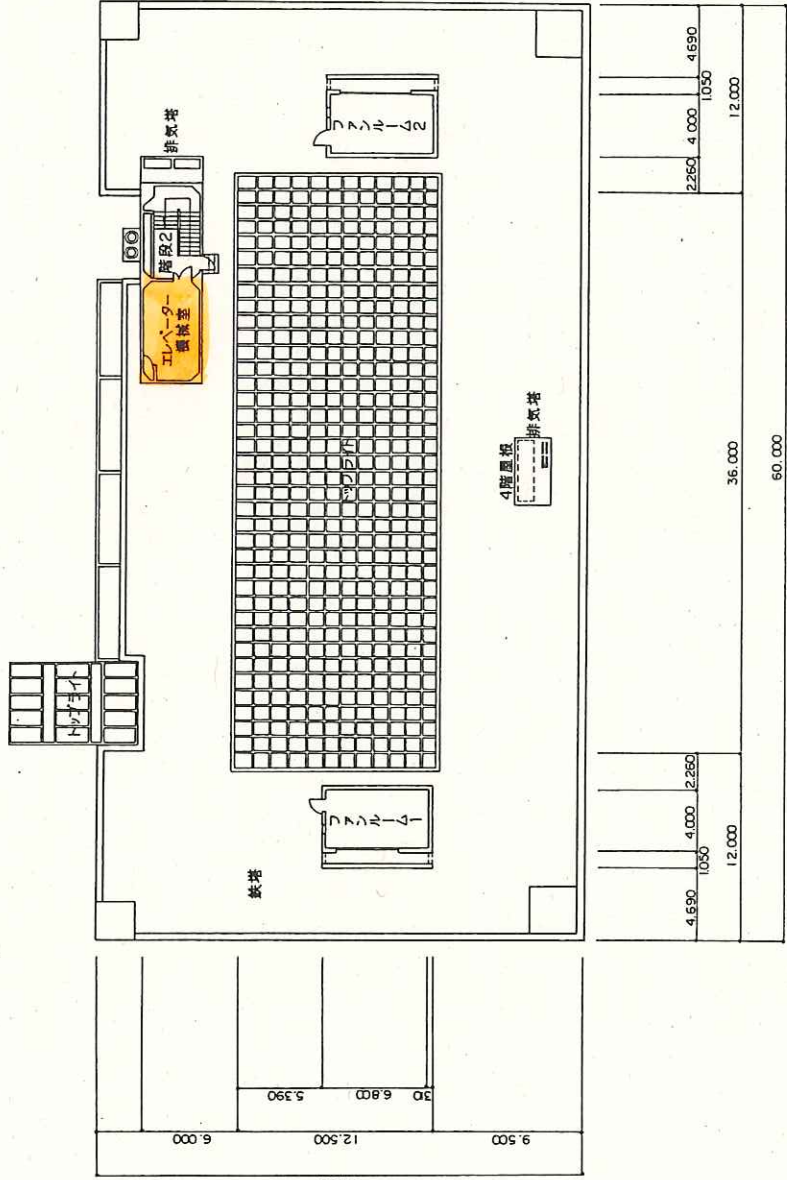 排気塔
階段2
エレベーター
機械室
ファンルーム2
トップライト
トップライト
4階屋根
排気塔
ファンルーム1
鉄塔
4.690
1.050
4.000
2.260
12.000
36.000
60.000
2.260
4.000
1.050
4.690
12.000
6.000
12.500
9.500
5.390
6.800
310